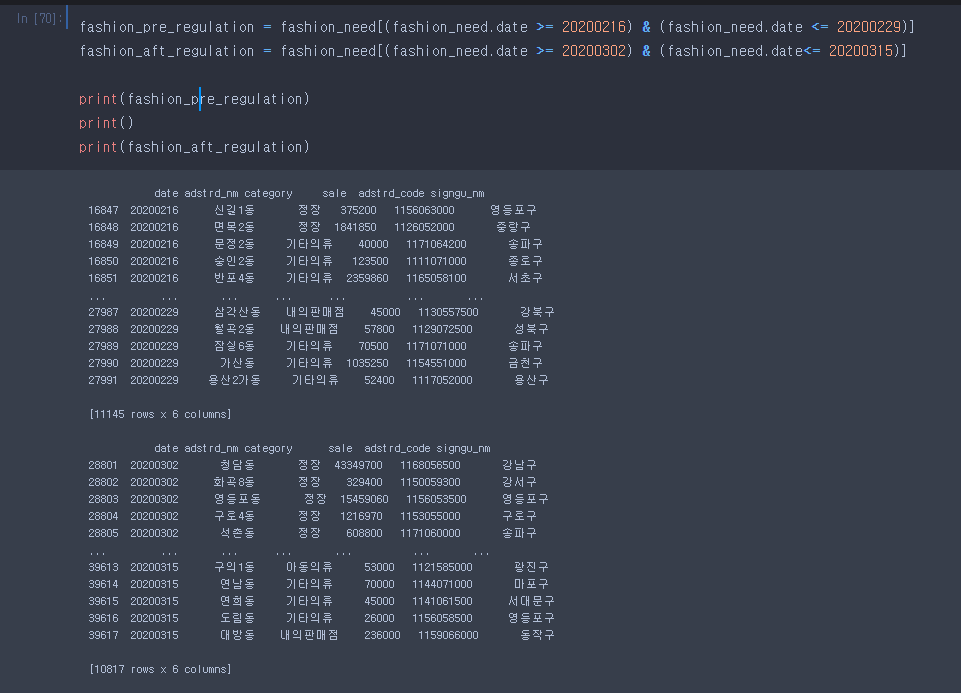 In [70]:
fashion_pre_regulation = fashion_need[(fashion_need.date >= 20200216) & (fashion_need.date <= 20200229)]
fashion_aft_regulation = fashion_need[(fashion_need.date >= 20200302) & (fashion_need.date<= 20200315)]
print(fashion_pre_regulation)
print()
print(fashion_aft_regulation)
date adstrd_nm category sale adstrd_code signgu_nm
16847 20200216 신길1동 정장 375200 1156063000 영등포구
16848 20200216 면목2동 정장 1841850 1126052000 중랑구
16849 20200216 문정2동 기타의류 40000 1171064200 송파구
16850 20200216 숭인2동 기타의류 123500 1111071000 종로구
16851 20200216 반포4동 기타의류 2359860 1165058100 서초구
... ... ... ... ... ... ...
27987 20200229 삼각산동 내의판매점 45000 1130557500 강북구
27988 20200229 월곡2동 내의판매점 57800 1129072500 성북구
27989 20200229 잠실6동 기타의류 70500 1171071000 송파구
27990 20200229 가산동 기타의류 1035250 1154551000 금천구
27991 20200229 용산2가동 기타의류 52400 1117052000 용산구
[11145 rows x 6 columns]
date adstrd_nm category sale adstrd_code signgu_nm
28801 20200302 청담동 정장 43349700 1168056500 강남구
28802 20200302 화곡8동 정장 329400 1150059300 강서구
28803 20200302 영등포동 정장 15459060 1156053500 영등포구
28804 20200302 구로4동 정장 1216970 1153055000 구로구
28805 20200302 석촌동 정장 608800 1171060000 송파구
... ... ... ... ... ... ...
39613 20200315 구의1동 아동의류 53000 1121585000 광진구
39614 20200315 연남동 기타의류 70000 1144071000 마포구
39615 20200315 연희동 기타의류 45000 1141061500 서대문구
39616 20200315 도림동 기타의류 26000 1156058500 영등포구
39617 20200315 대방동 내의판매점 236000 1159066000 동작구
[10817 rows x 6 columns]